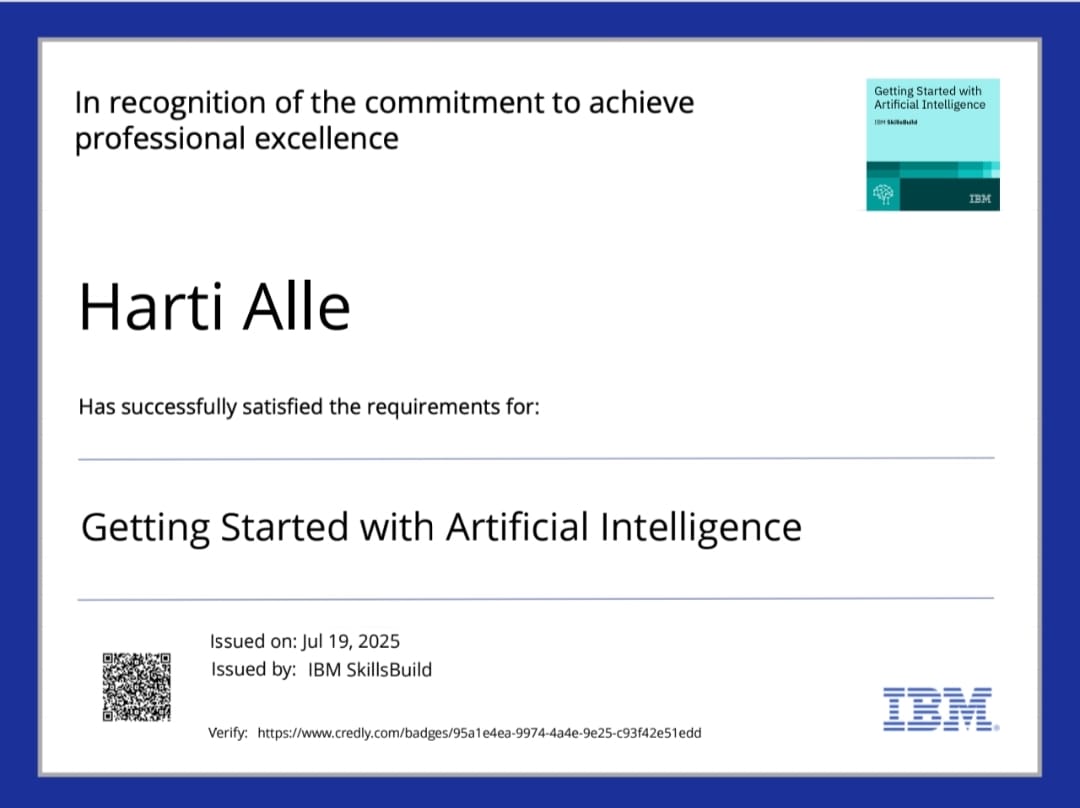 In recognition of the commitment to achieve
professional excellence
Getting Started with
Artificial Intelligence
IBM SkillsBuild
IBM
Harti Alle
Has successfully satisfied the requirements for:
Getting Started with Artificial Intelligence
Issued on: Jul 19, 2025
Issued by: IBM SkillsBuild
Verify: https://www.credly.com/badges/95a1e4ea-9974-4a4e-9e25-c93f42e51edd
IBM®